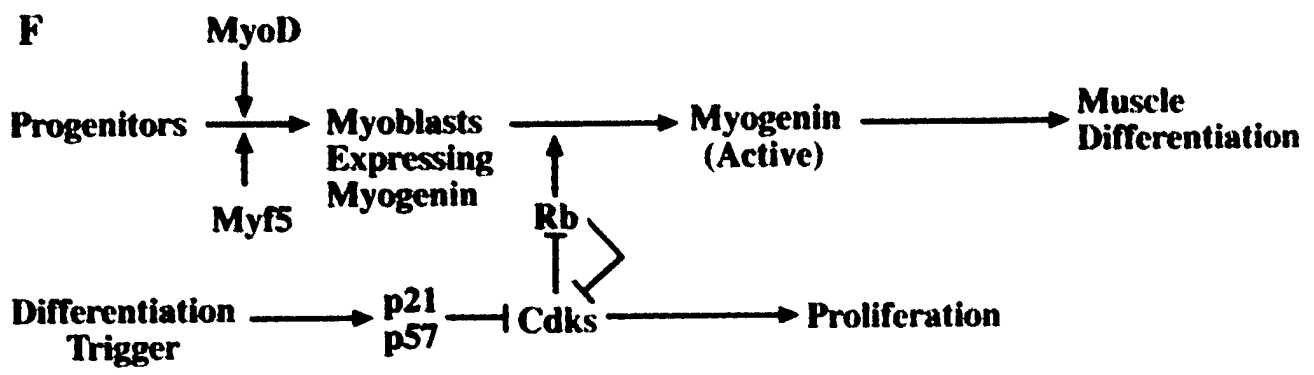 F
MyoD
Progenitors
Myoblasts
Expressing
Myogenin
Myogenin
(Active)
Muscle
Differentiation
Myf5
Rb
Differentiation
Trigger
p21
p57
Cdks
Proliferation